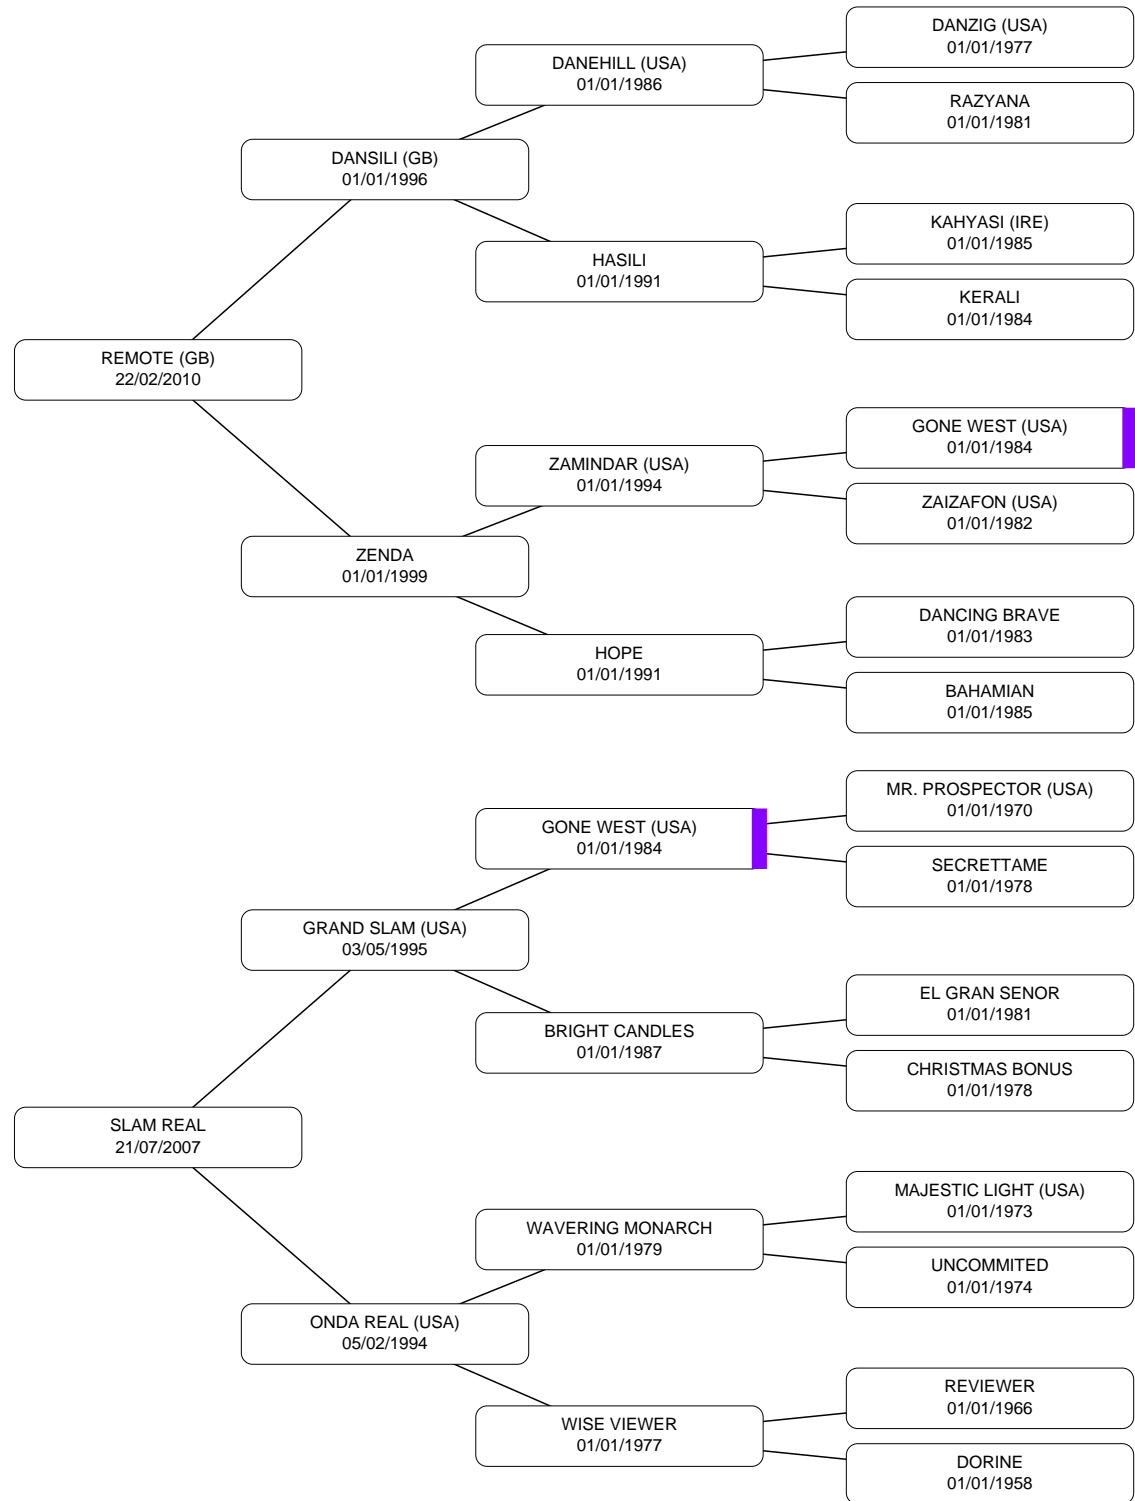 DANZIG (USA)
01/01/1977
DANEHILL (USA)
01/01/1986
RAZYANA
01/01/1981
DANSILI (GB)
01/01/1996
KAHYASI (IRE)
01/01/1985
HASILI
01/01/1991
KERALI
01/01/1984
REMOTE (GB)
22/02/2010
GONE WEST (USA)
01/01/1984
ZAMINDAR (USA)
01/01/1994
ZAIZAFON (USA)
01/01/1982
ZENDA
01/01/1999
DANCING BRAVE
01/01/1983
HOPE
01/01/1991
BAHAMIAN
01/01/1985
MR. PROSPECTOR (USA)
01/01/1970
GONE WEST (USA)
01/01/1984
SECRETTAME
01/01/1978
GRAND SLAM (USA)
03/05/1995
EL GRAN SENOR
01/01/1981
BRIGHT CANDLES
01/01/1987
CHRISTMAS BONUS
01/01/1978
SLAM REAL
21/07/2007
MAJESTIC LIGHT (USA)
01/01/1973
WAVERING MONARCH
01/01/1979
UNCOMMITED
01/01/1974
ONDA REAL (USA)
05/02/1994
REVIEWER
01/01/1966
WISE VIEWER
01/01/1977
DORINE
01/01/1958